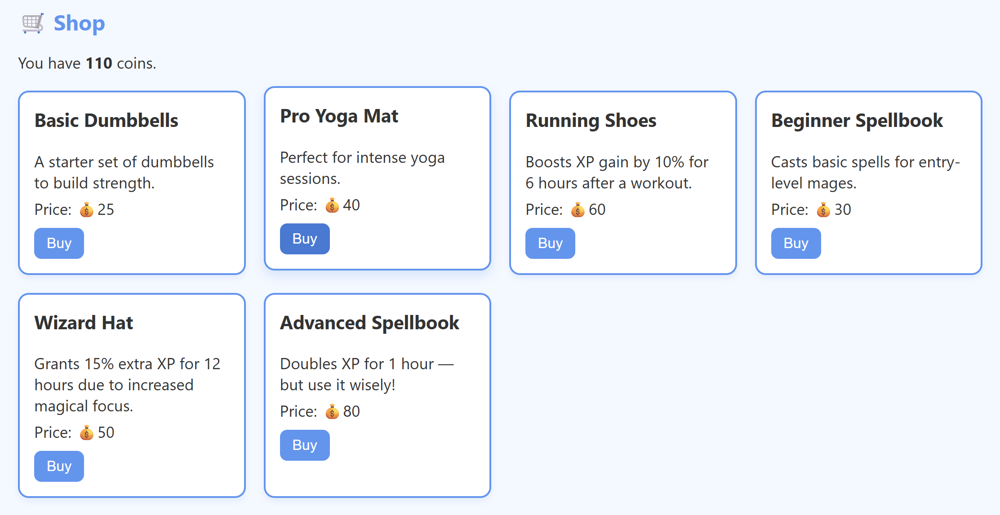 🛒 Shop
You have 110 coins.
Basic Dumbbells
A starter set of dumbbells
to build strength.
Price: 💰25
Buy
Pro Yoga Mat
Perfect for intense yoga
sessions.
Price: 💰40
Buy
Running Shoes
Boosts XP gain by 10% for
6 hours after a workout.
Price: 💰60
Buy
Beginner Spellbook
Casts basic spells for entry-
level mages.
Price: 💰30
Buy
Wizard Hat
Grants 15% extra XP for 12
hours due to increased
magical focus.
Price: 💰50
Buy
Advanced Spellbook
Doubles XP for 1 hour —
but use it wisely!
Price: 💰80
Buy